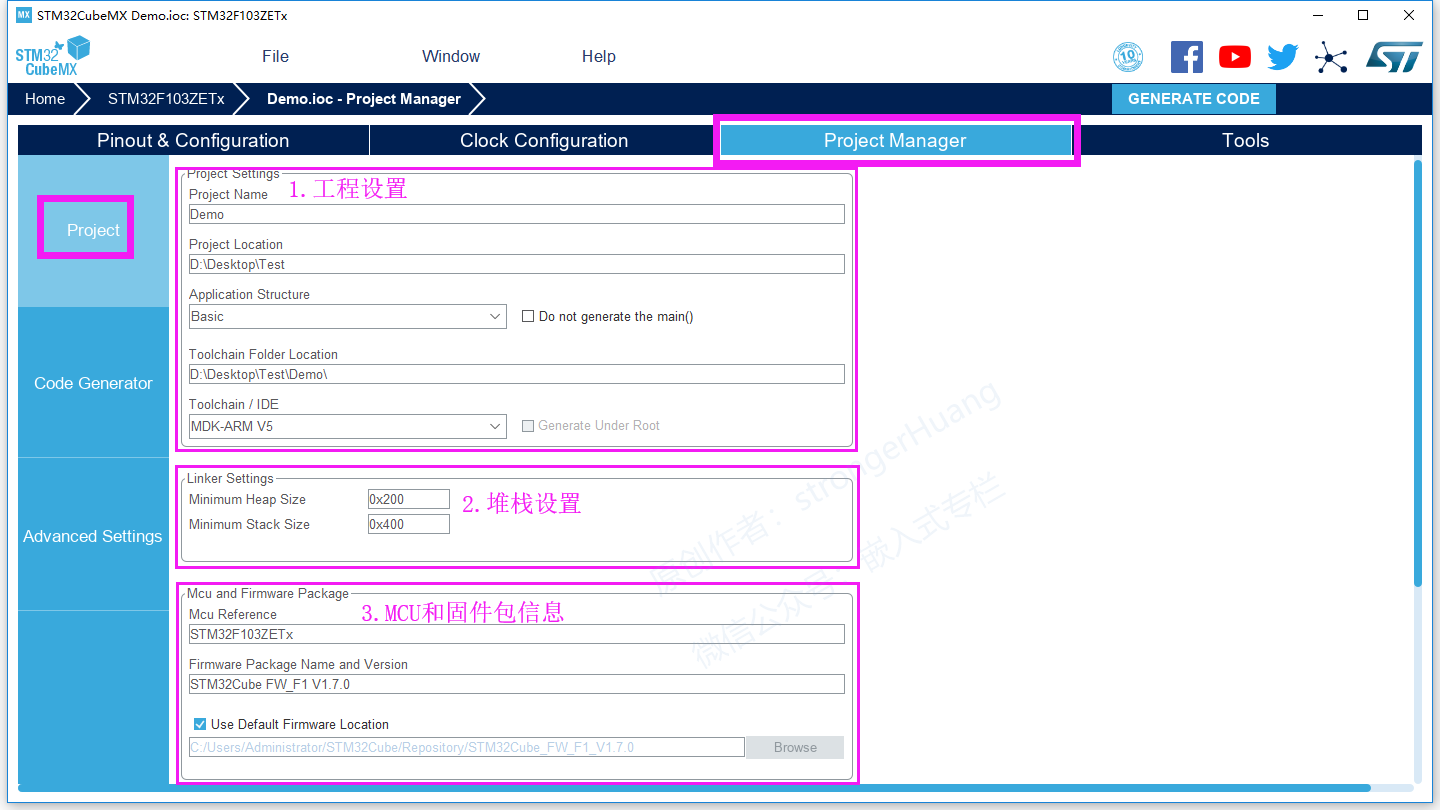 MX STM32CubeMX Demo.ioc: STM32F103ZETx
STM32
CubeMX
File
Window
Help
10
ST
Home
STM32F103ZETx
Demo.ioc - Project Manager
GENERATE CODE
Pinout & Configuration
Clock Configuration
Project Manager
Tools
Project
Code Generator
Advanced Settings
Project Settings
1.工程设置
Project Name
Demo
Project Location
D:\Desktop\Test
Application Structure
Basic
Do not generate the main()
Toolchain Folder Location
D:\Desktop\Test\Demo\
Toolchain / IDE
MDK-ARM V5
Generate Under Root
Linker Settings
2.堆栈设置
Minimum Heap Size
0x200
Minimum Stack Size
0x400
Mcu and Firmware Package
3.MCU和固件包信息
Mcu Reference
STM32F103ZETx
Firmware Package Name and Version
STM32Cube FW_F1 V1.7.0
Use Default Firmware Location
C:/Users/Administrator/STM32Cube/Repository/STM32Cube_FW_F1_V1.7.0
Browse
原创作者：strongerHuang
微信公众号：嵌入式专栏